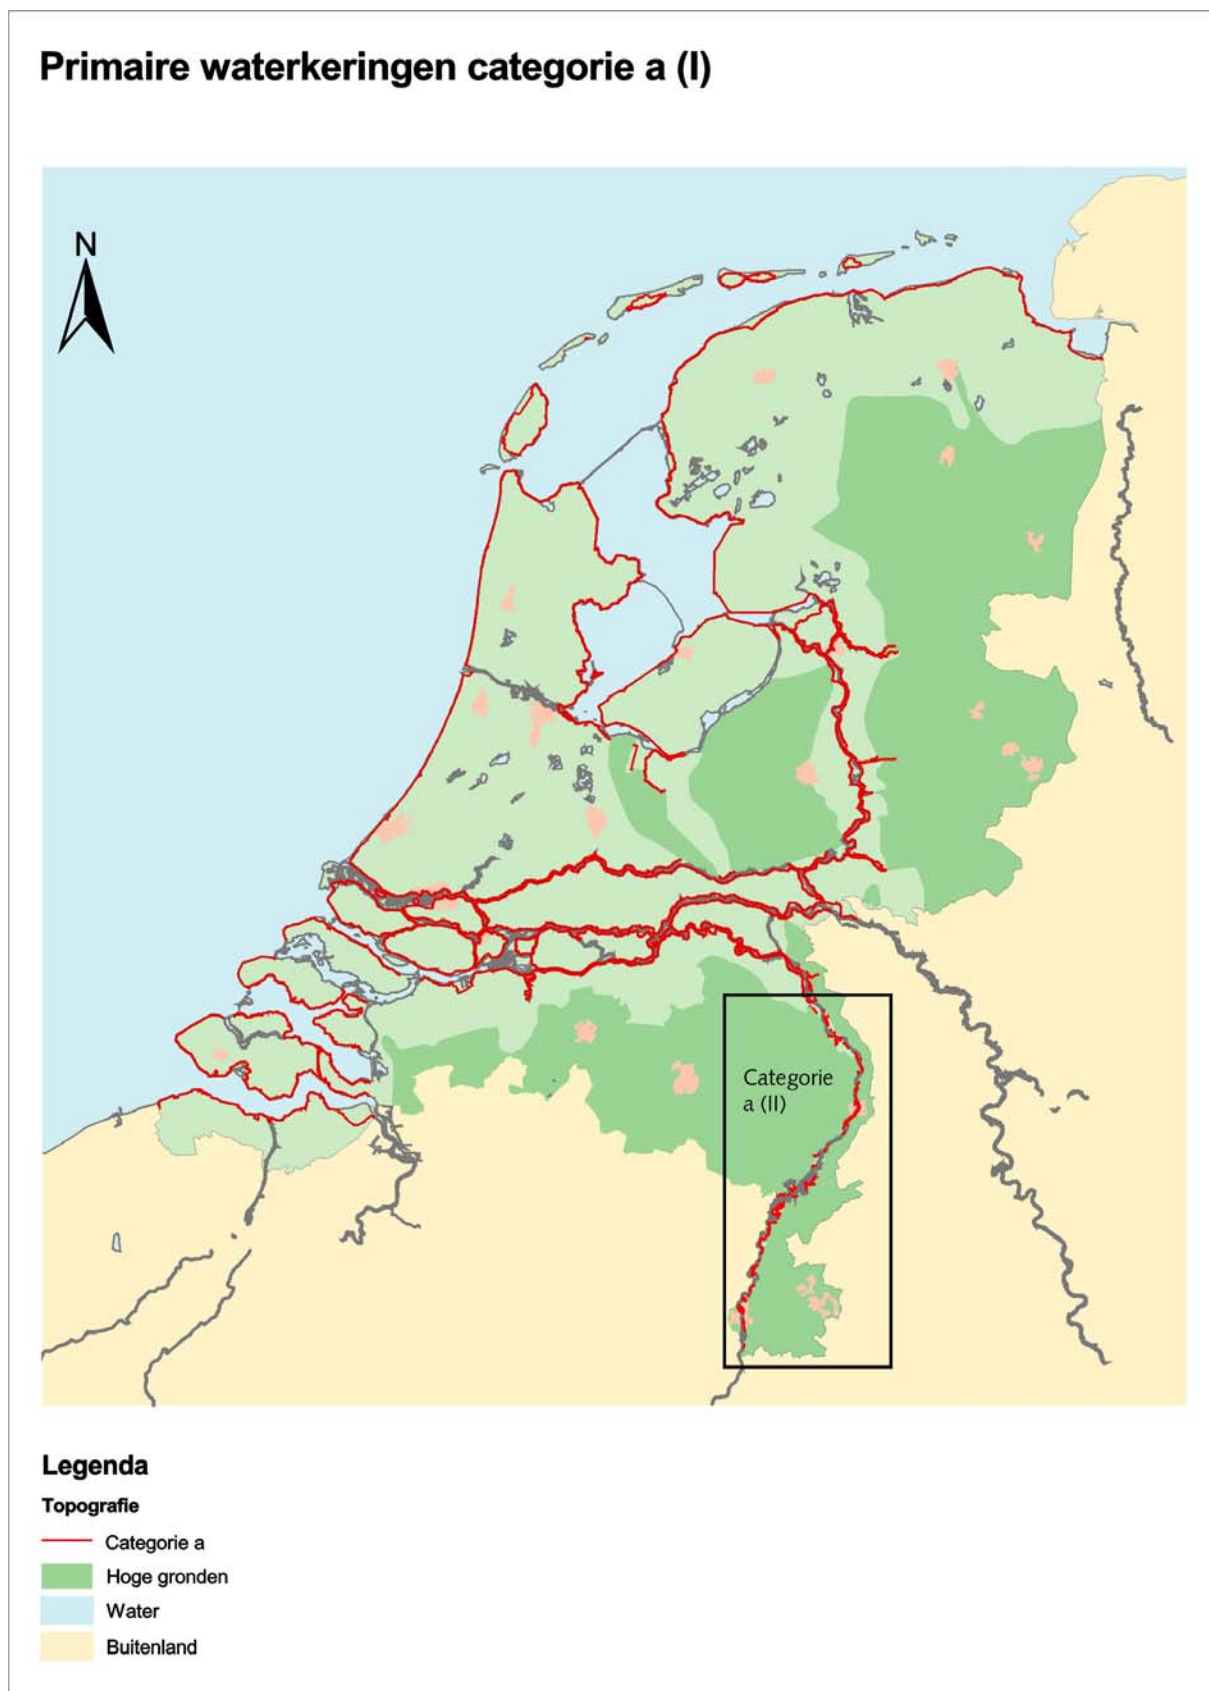 Primaire waterkeringen categorie a (I)
N
Categorie
a (II)
Legenda
Topografie
Categorie a
Hoge gronden
Water
Buitenland